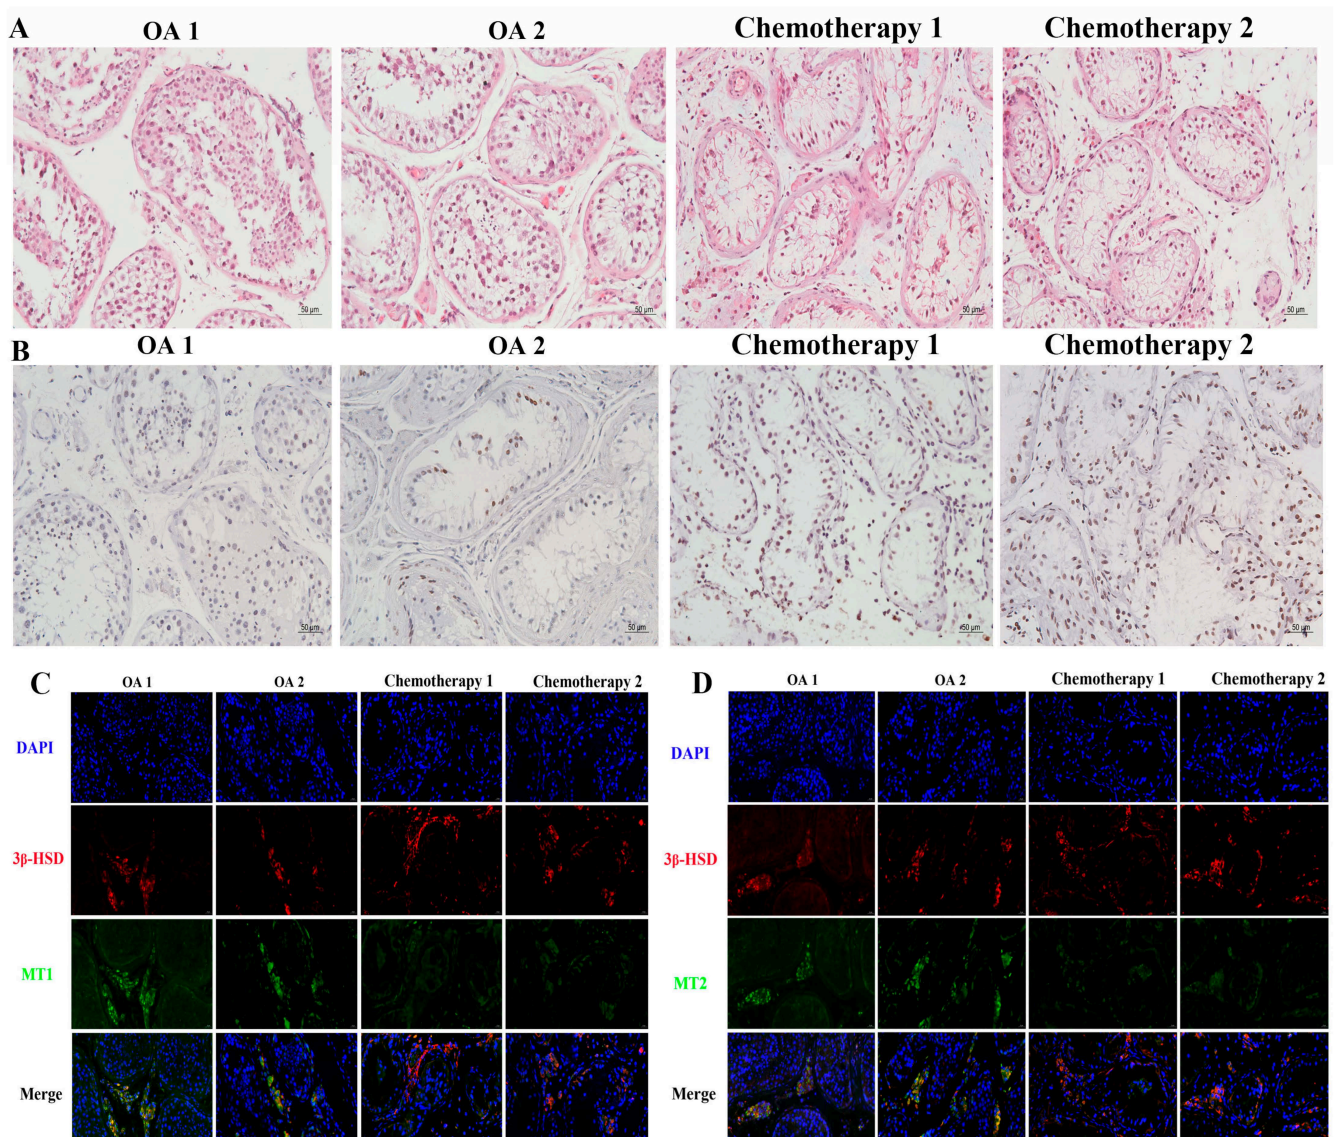 A
OA 1
OA 2
Chemotherapy 1
Chemotherapy 2
50 µm
50 µm
50 µm
50 µm
B
OA 1
OA 2
Chemotherapy 1
Chemotherapy 2
50 µm
50 µm
50 µm
50 µm
C
OA 1
OA 2
Chemotherapy 1
Chemotherapy 2
DAPI
3β-HSD
MT1
Merge
D
OA 1
OA 2
Chemotherapy 1
Chemotherapy 2
DAPI
3β-HSD
MT2
Merge